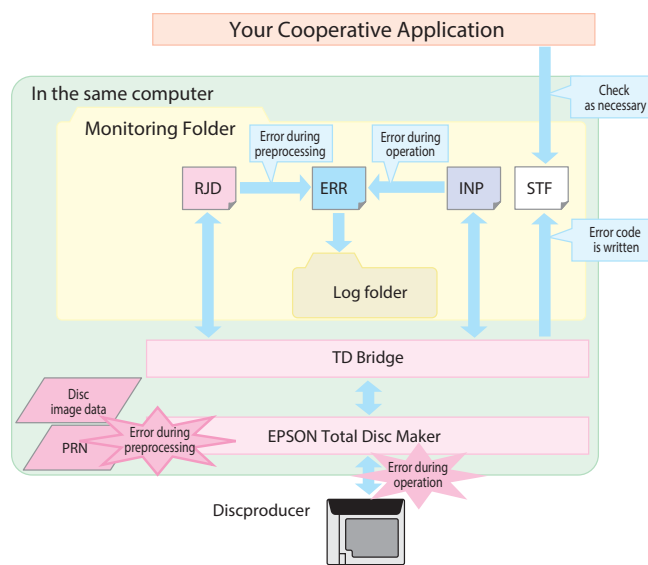 Your Cooperative Application
In the same computer
Check
as necessary
Monitoring Folder
Error during
preprocessing
Error during
operation
RJD
ERR
INP
STF
Error code
is written
Log folder
TD Bridge
Disc
image data
PRN
Error during
preprocessing
EPSON Total Disc Maker
Error during
operation
Discproducer